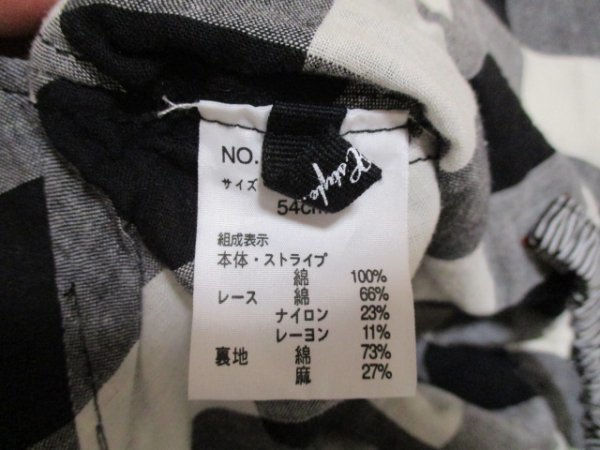 NO.
style
サイズ
54cm
組成表示
本体・ストライプ
綿 100%
レース 綿 66%
ナイロン 23%
レーヨン 11%
裏地 綿 73%
麻 27%